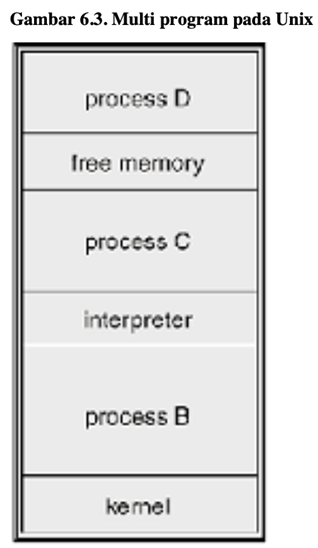 Gambar 6.3. Multi program pada Unix
process D
free memory
process C
interpreter
process B
kernel